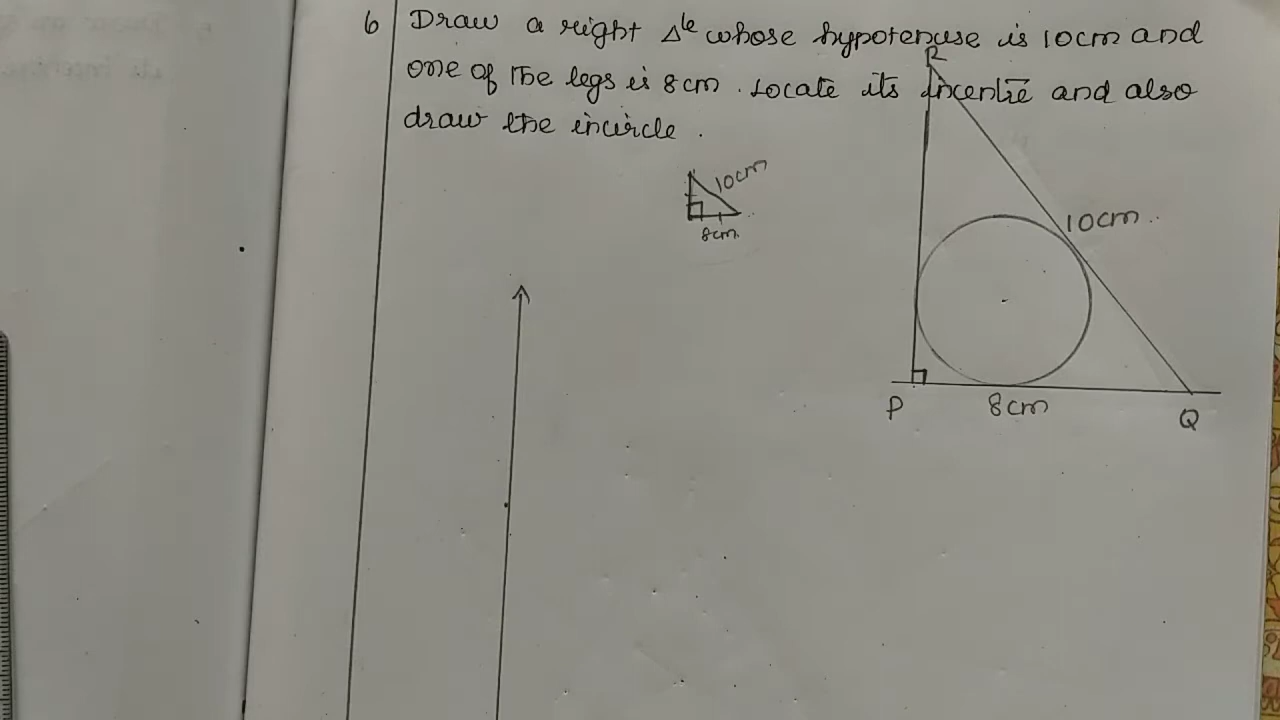 6 Draw a right Δle whose hypotenuse is 10cm and
one of the legs is 8cm . Locate its incentre and also
draw the incircle .
10cm
8cm.
R
10cm..
P
8cm
Q